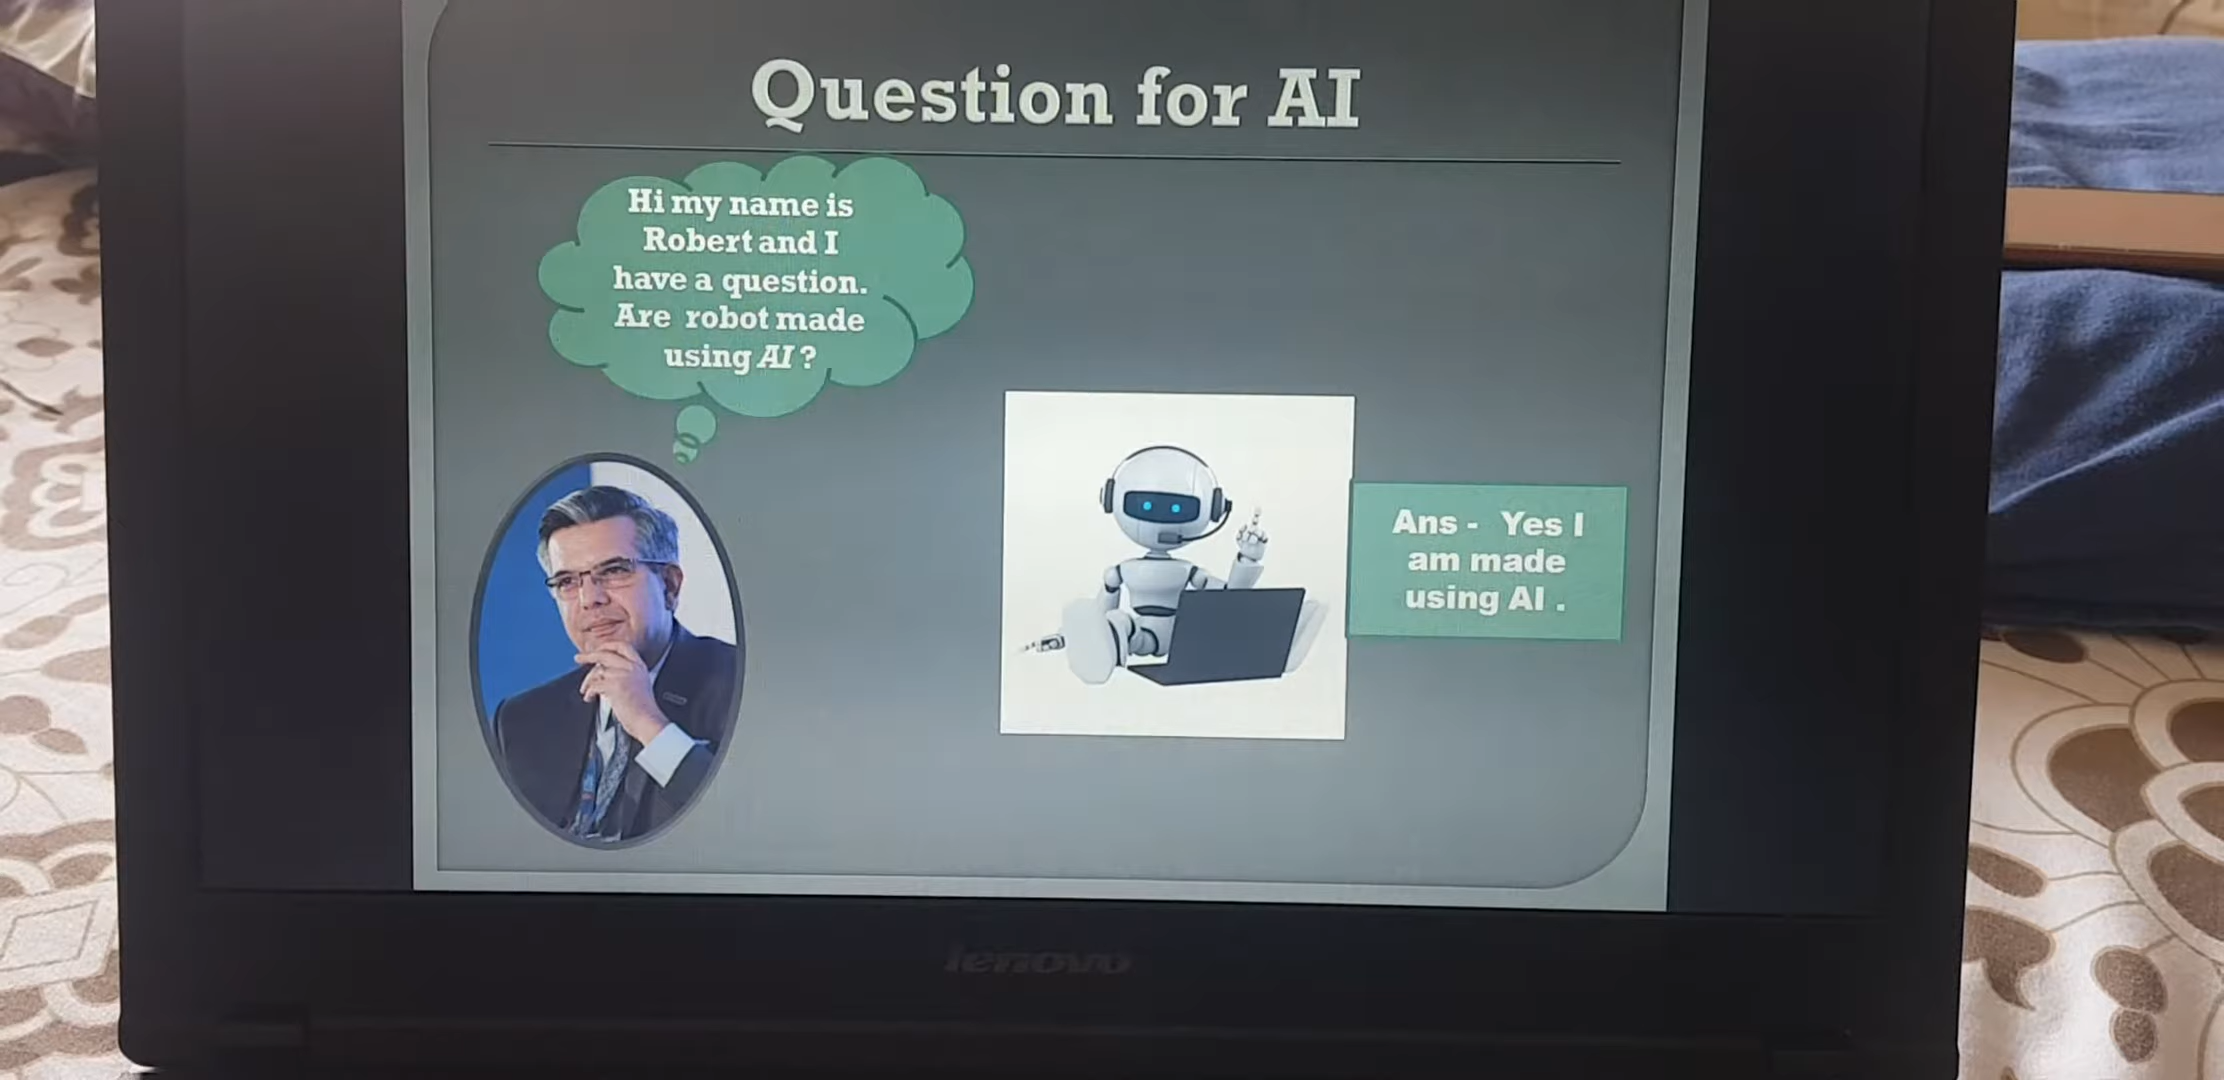 Question for AI
Hi my name is
Robert and I
have a question.
Are robot made
using AI ?
Ans - Yes I
am made
using AI .
lenovo